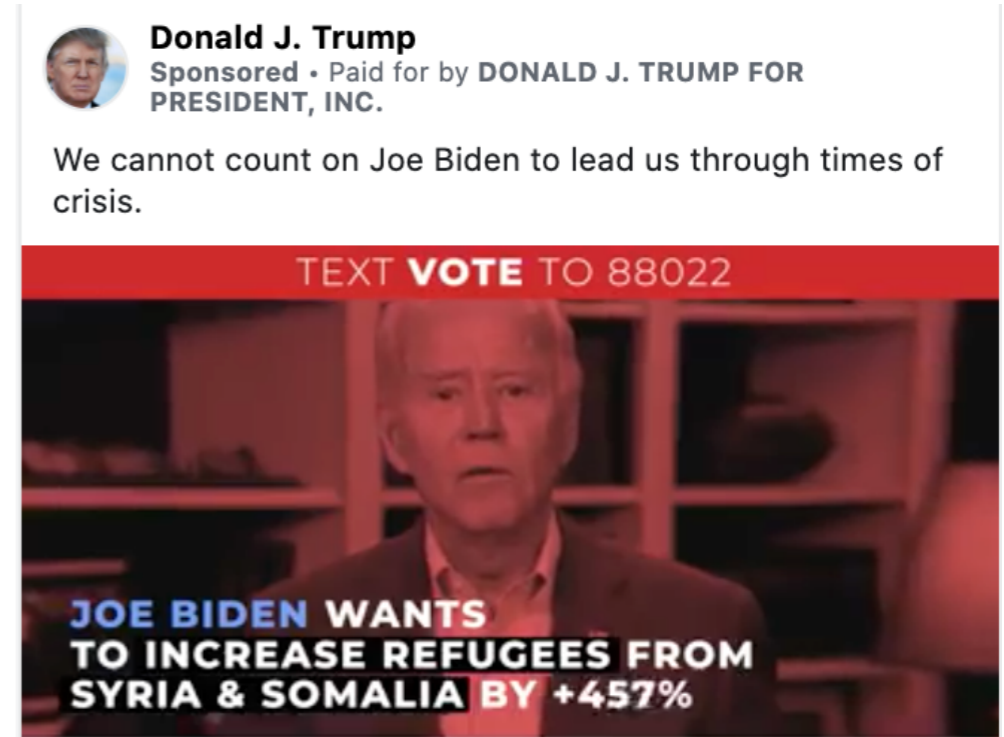 Donald J. Trump
Sponsored • Paid for by DONALD J. TRUMP FOR
PRESIDENT, INC.
We cannot count on Joe Biden to lead us through times of
crisis.
TEXT VOTE TO 88022
JOE BIDEN WANTS
TO INCREASE REFUGEES FROM
SYRIA & SOMALIA BY +457%